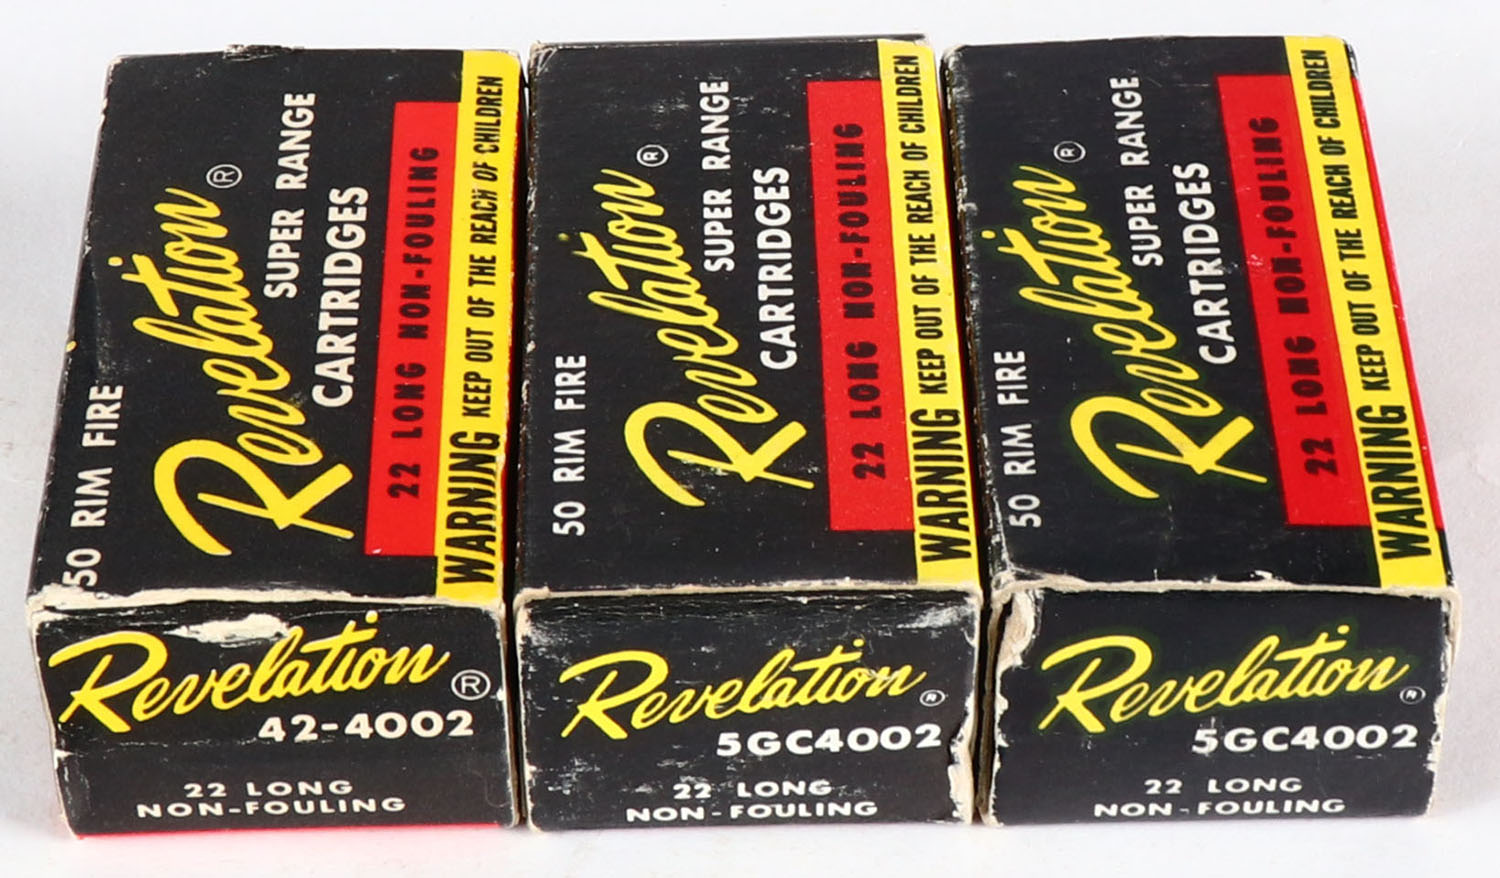 50 RIM FIRE
Revelation®
SUPER RANGE
CARTRIDGES
22 LONG NON-FOULING
WARNING KEEP OUT OF THE REACH OF CHILDREN
Revelation®
42-4002
22 LONG
NON-FOULING
50 RIM FIRE
Revelation®
SUPER RANGE
CARTRIDGES
22 LONG NON-FOULING
WARNING KEEP OUT OF THE REACH OF CHILDREN
Revelation®
5GC4002
22 LONG
NON-FOULING
50 RIM FIRE
Revelation®
SUPER RANGE
CARTRIDGES
22 LONG NON-FOULING
WARNING KEEP OUT OF THE REACH OF CHILDREN
Revelation®
5GC4002
22 LONG
NON-FOULING